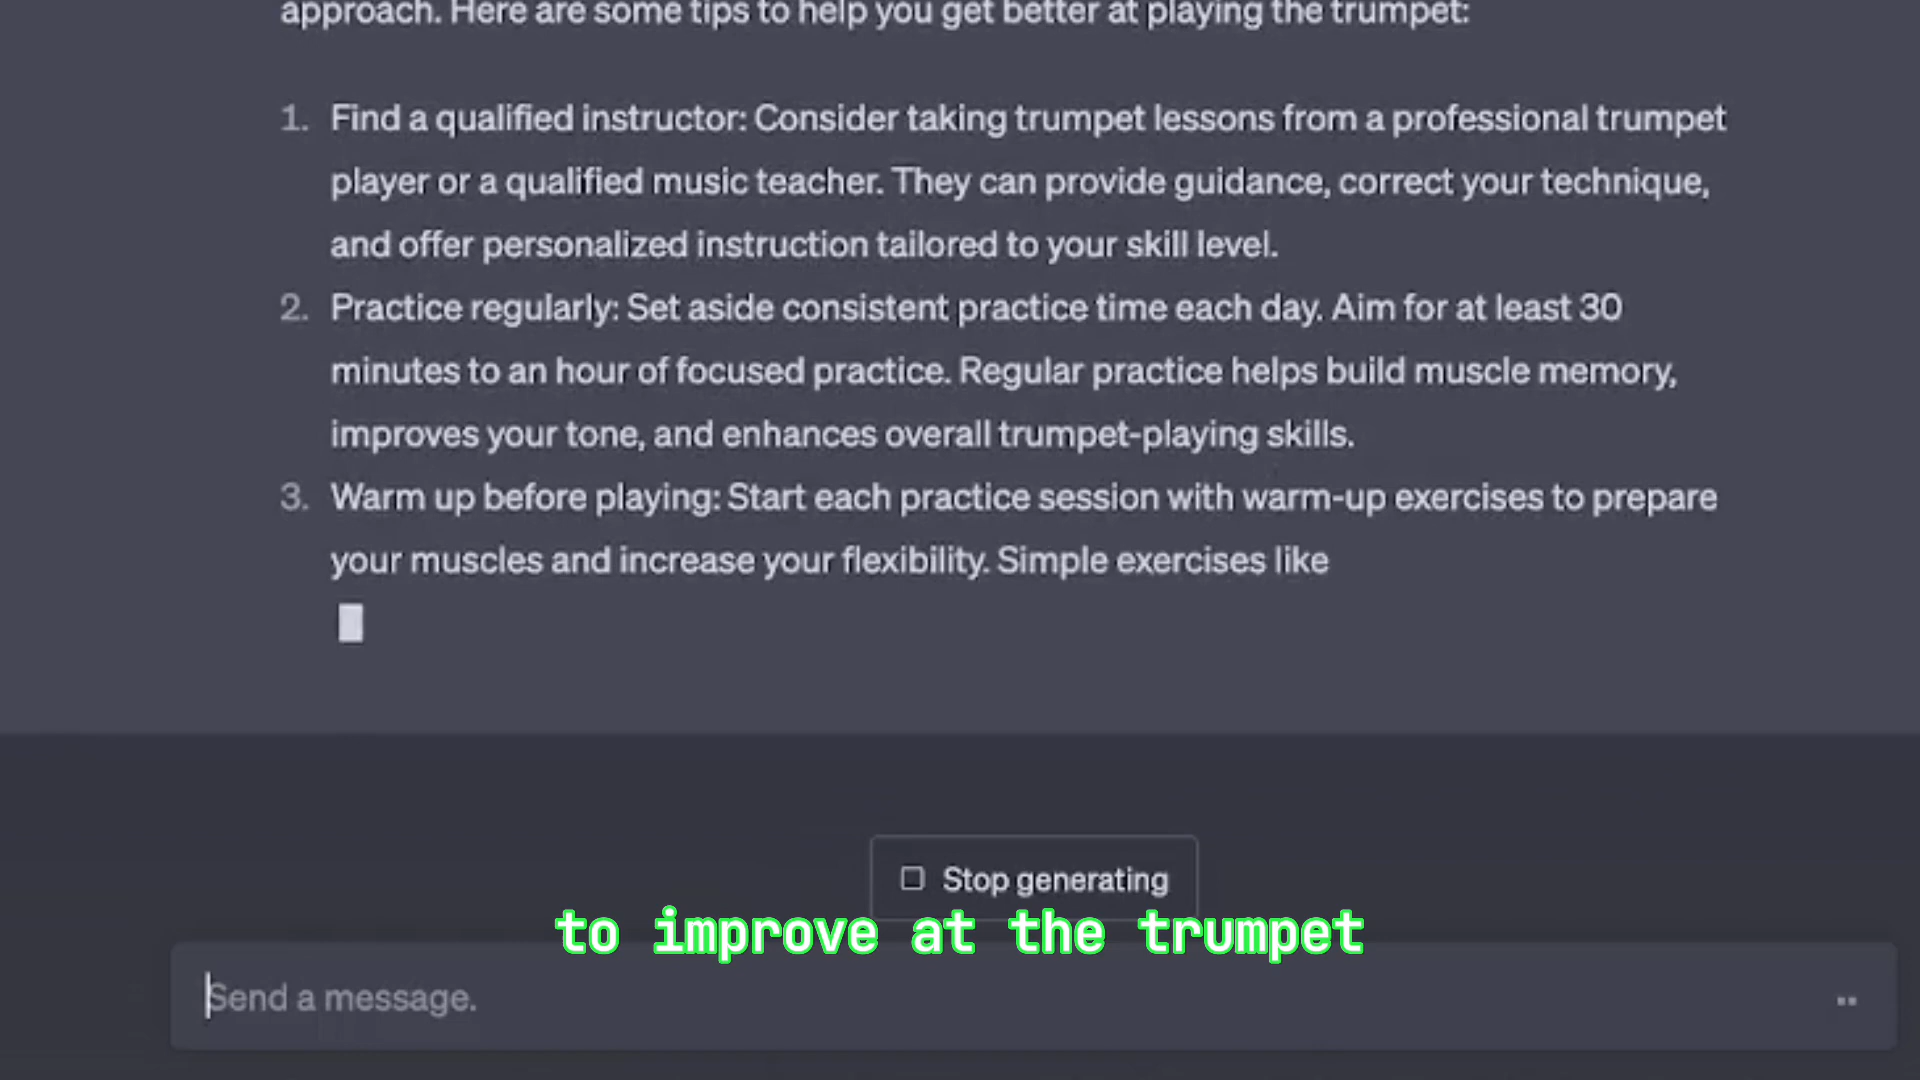 approach. Here are some tips to help you get better at playing the trumpet:
1. Find a qualified instructor: Consider taking trumpet lessons from a professional trumpet
player or a qualified music teacher. They can provide guidance, correct your technique,
and offer personalized instruction tailored to your skill level.
2. Practice regularly: Set aside consistent practice time each day. Aim for at least 30
minutes to an hour of focused practice. Regular practice helps build muscle memory,
improves your tone, and enhances overall trumpet-playing skills.
3. Warm up before playing: Start each practice session with warm-up exercises to prepare
your muscles and increase your flexibility. Simple exercises like
Stop generating
to improve at the trumpet
Send a message.